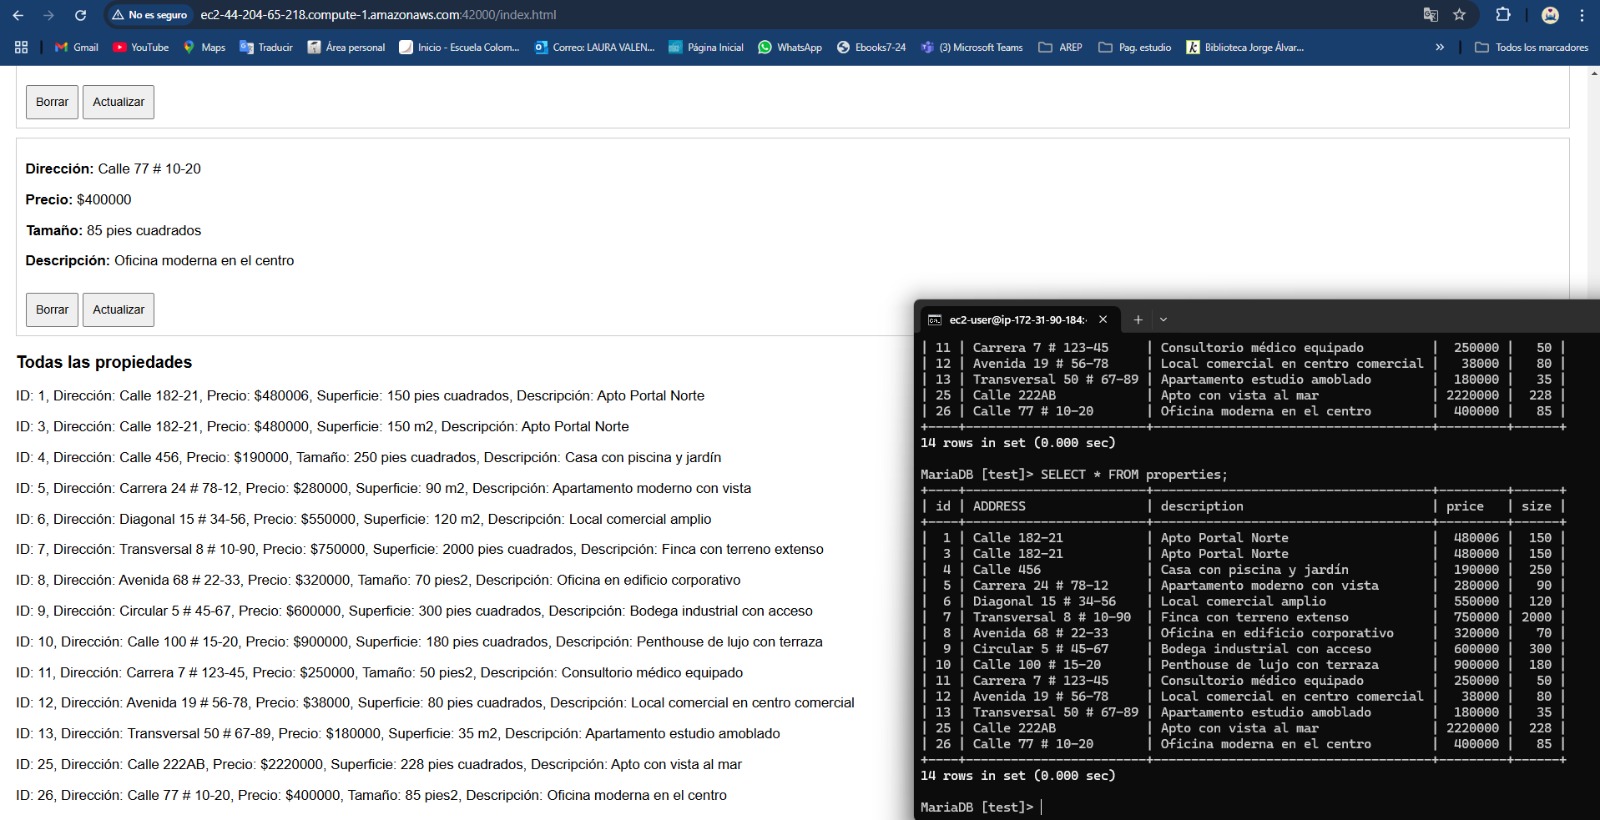 No es seguro ec2-44-204-65-218.compute-1.amazonaws.com:42000/index.html
Gmail YouTube Maps Traducir Área personal Inicio - Escuela Colom... Correo: LAURA VALEN... Página Inicial WhatsApp Ebooks7-24 (3) Microsoft Teams AREP Pag. estudio Biblioteca Jorge Álvar... » Todos los marcadores
Borrar Actualizar
Dirección: Calle 77 # 10-20
Precio: $400000
Tamaño: 85 pies cuadrados
Descripción: Oficina moderna en el centro
Borrar Actualizar
Todas las propiedades
ID: 1, Dirección: Calle 182-21, Precio: $480006, Superficie: 150 pies cuadrados, Descripción: Apto Portal Norte
ID: 3, Dirección: Calle 182-21, Precio: $480000, Superficie: 150 m2, Descripción: Apto Portal Norte
ID: 4, Dirección: Calle 456, Precio: $190000, Tamaño: 250 pies cuadrados, Descripción: Casa con piscina y jardín
ID: 5, Dirección: Carrera 24 # 78-12, Precio: $280000, Superficie: 90 m2, Descripción: Apartamento moderno con vista
ID: 6, Dirección: Diagonal 15 # 34-56, Precio: $550000, Superficie: 120 m2, Descripción: Local comercial amplio
ID: 7, Dirección: Transversal 8 # 10-90, Precio: $750000, Superficie: 2000 pies cuadrados, Descripción: Finca con terreno extenso
ID: 8, Dirección: Avenida 68 # 22-33, Precio: $320000, Tamaño: 70 pies2, Descripción: Oficina en edificio corporativo
ID: 9, Dirección: Circular 5 # 45-67, Precio: $600000, Superficie: 300 pies cuadrados, Descripción: Bodega industrial con acceso
ID: 10, Dirección: Calle 100 # 15-20, Precio: $900000, Superficie: 180 pies cuadrados, Descripción: Penthouse de lujo con terraza
ID: 11, Dirección: Carrera 7 # 123-45, Precio: $250000, Tamaño: 50 pies2, Descripción: Consultorio médico equipado
ID: 12, Dirección: Avenida 19 # 56-78, Precio: $38000, Superficie: 80 pies cuadrados, Descripción: Local comercial en centro comercial
ID: 13, Dirección: Transversal 50 # 67-89, Precio: $180000, Superficie: 35 m2, Descripción: Apartamento estudio amoblado
ID: 25, Dirección: Calle 222AB, Precio: $2220000, Superficie: 228 pies cuadrados, Descripción: Apto con vista al mar
ID: 26, Dirección: Calle 77 # 10-20, Precio: $400000, Tamaño: 85 pies2, Descripción: Oficina moderna en el centro
ec2-user@ip-172-31-90-184:
| 11 | Carrera 7 # 123-45 | Consultorio médico equipado | 250000 | 50 |
| 12 | Avenida 19 # 56-78 | Local comercial en centro comercial | 38000 | 80 |
| 13 | Transversal 50 # 67-89 | Apartamento estudio amoblado | 180000 | 35 |
| 25 | Calle 222AB | Apto con vista al mar | 2220000 | 228 |
| 26 | Calle 77 # 10-20 | Oficina moderna en el centro | 400000 | 85 |
14 rows in set (0.000 sec)
MariaDB [test]> SELECT * FROM properties;
| id | ADDRESS | description | price | size |
| 1 | Calle 182-21 | Apto Portal Norte | 480006 | 150 |
| 3 | Calle 182-21 | Apto Portal Norte | 480000 | 150 |
| 4 | Calle 456 | Casa con piscina y jardín | 190000 | 250 |
| 5 | Carrera 24 # 78-12 | Apartamento moderno con vista | 280000 | 90 |
| 6 | Diagonal 15 # 34-56 | Local comercial amplio | 550000 | 120 |
| 7 | Transversal 8 # 10-90 | Finca con terreno extenso | 750000 | 2000 |
| 8 | Avenida 68 # 22-33 | Oficina en edificio corporativo | 320000 | 70 |
| 9 | Circular 5 # 45-67 | Bodega industrial con acceso | 600000 | 300 |
| 10 | Calle 100 # 15-20 | Penthouse de lujo con terraza | 900000 | 180 |
| 11 | Carrera 7 # 123-45 | Consultorio médico equipado | 250000 | 50 |
| 12 | Avenida 19 # 56-78 | Local comercial en centro comercial | 38000 | 80 |
| 13 | Transversal 50 # 67-89 | Apartamento estudio amoblado | 180000 | 35 |
| 25 | Calle 222AB | Apto con vista al mar | 2220000 | 228 |
| 26 | Calle 77 # 10-20 | Oficina moderna en el centro | 400000 | 85 |
14 rows in set (0.000 sec)
MariaDB [test]>